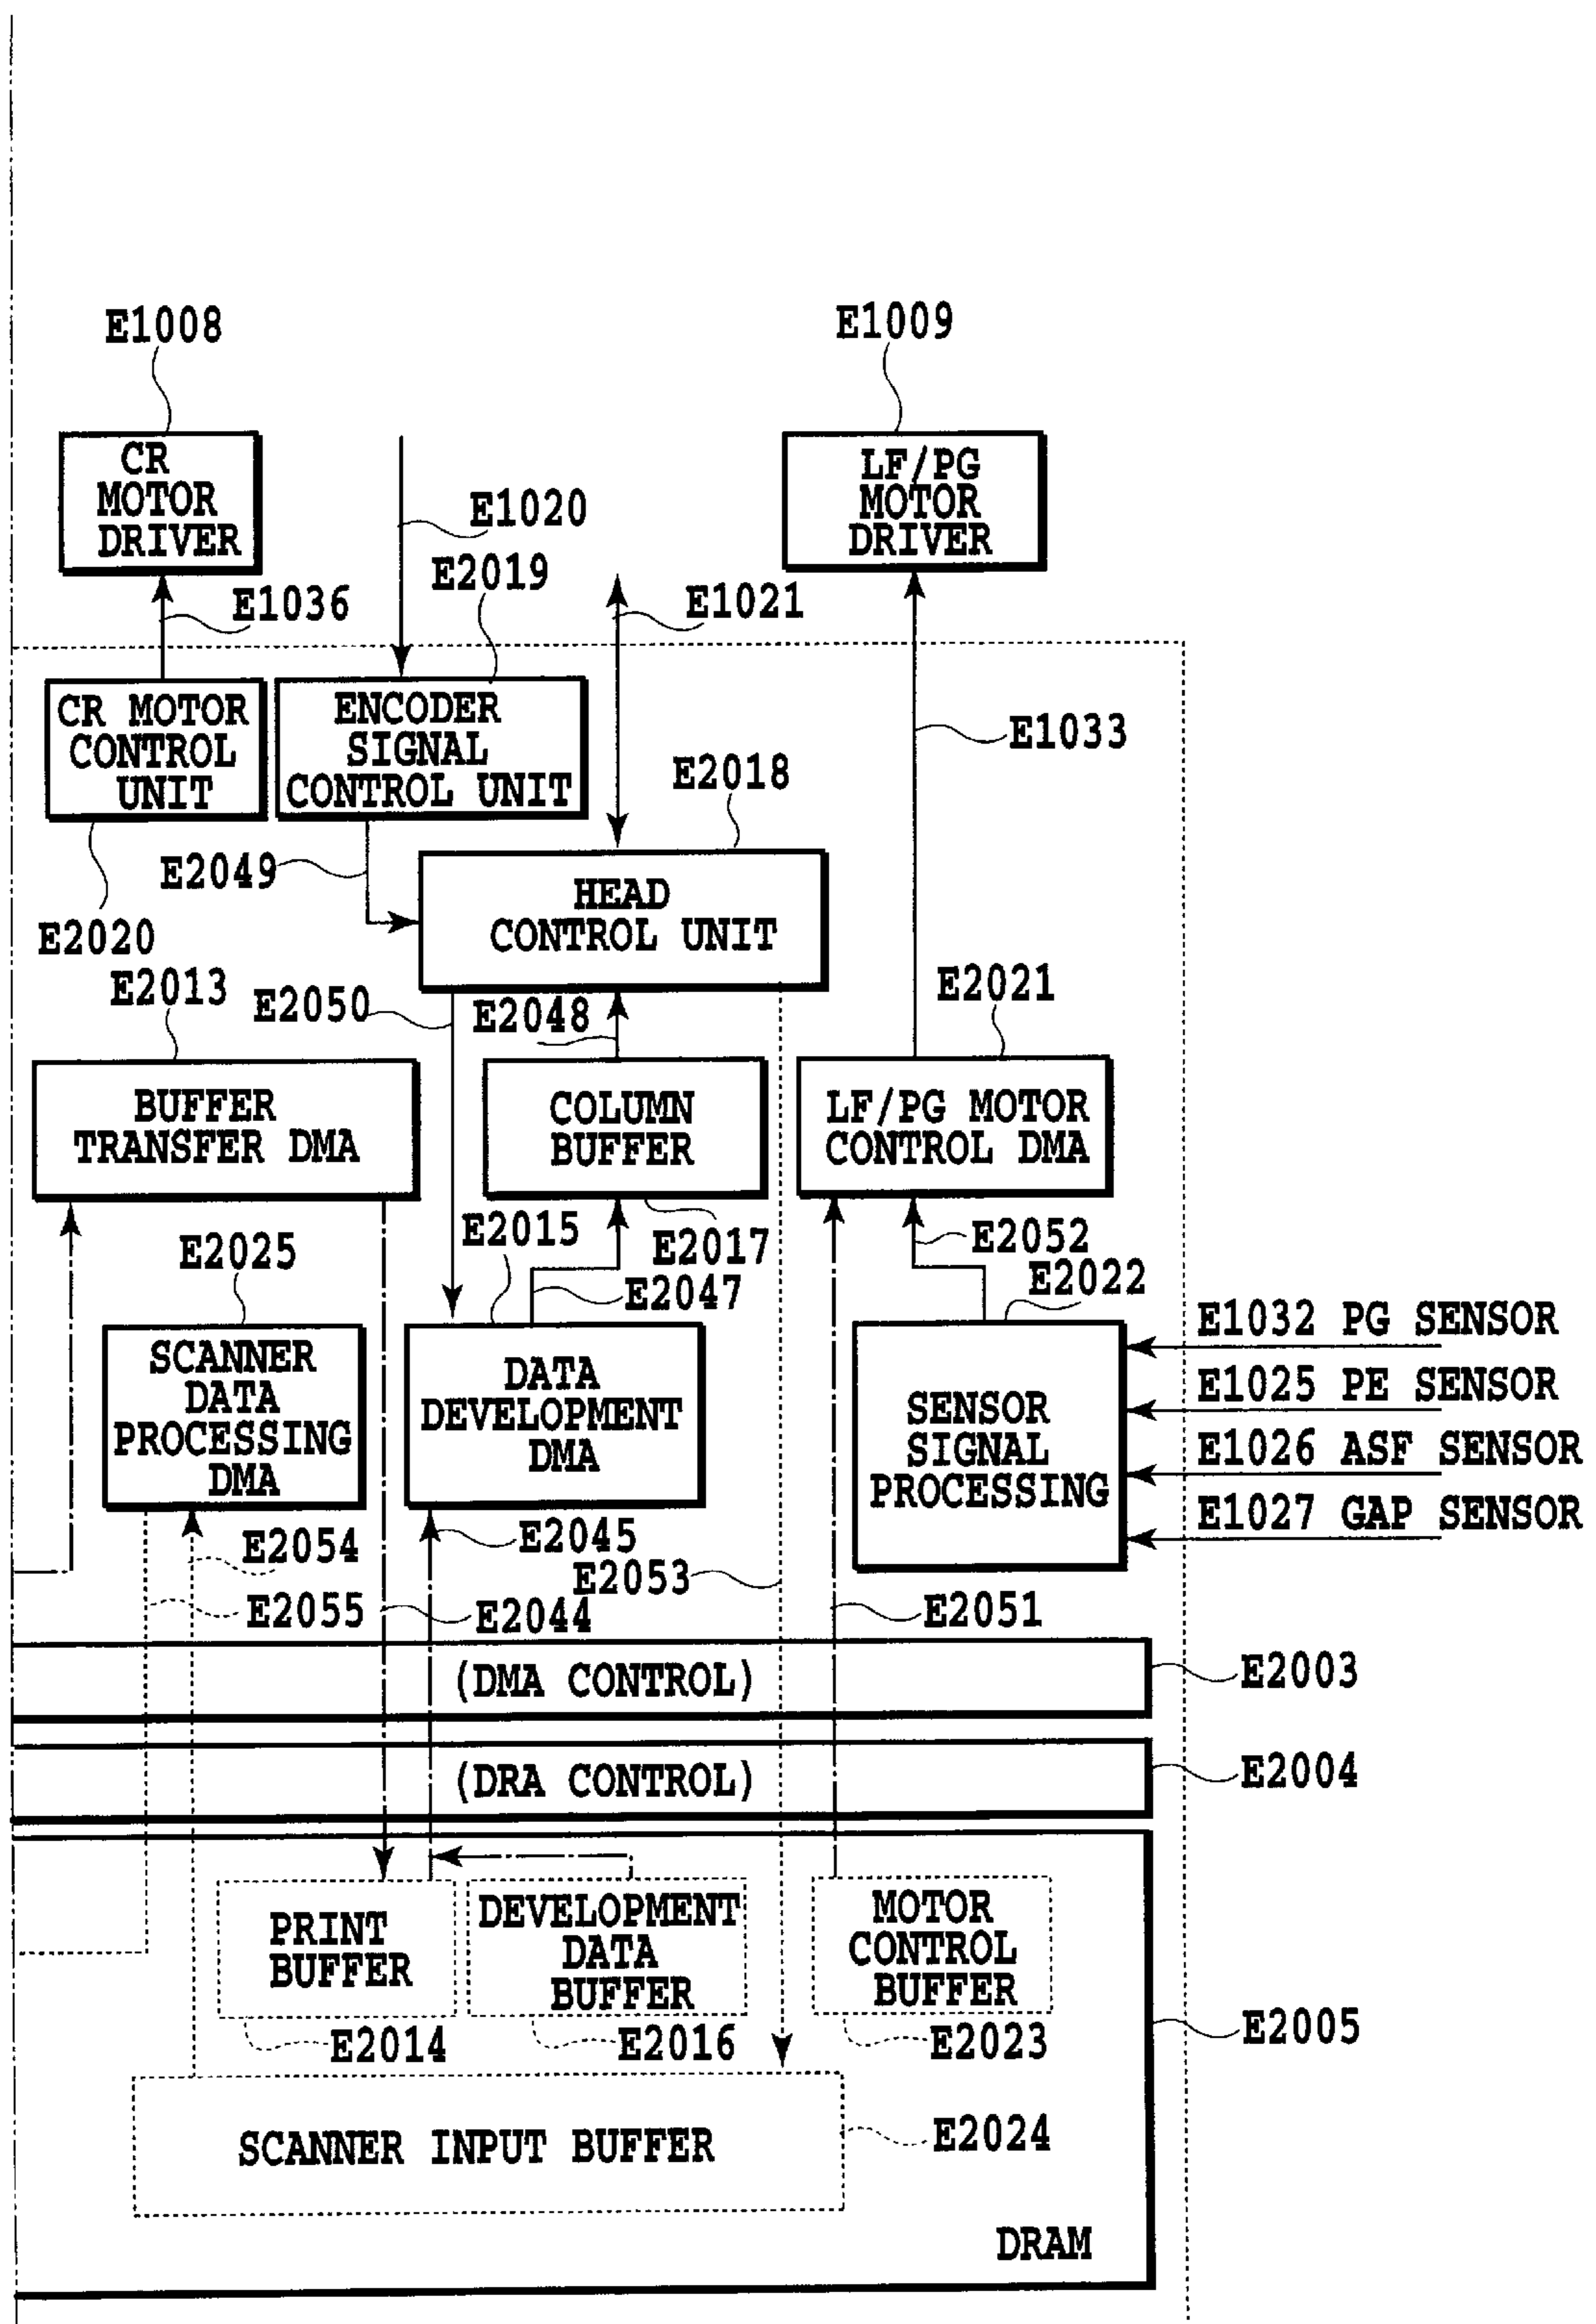 E1008
E1009
CR
MOTOR
DRIVER
LF/PG
MOTOR
DRIVER
E1020
E2019
E1036
E1021
CR MOTOR
CONTROL
UNIT
ENCODER
SIGNAL
CONTROL UNIT
E1033
E2018
E2049
HEAD
CONTROL UNIT
E2020
E2013
E2050
E2048
E2021
BUFFER
TRANSFER DMA
COLUMN
BUFFER
LF/PG MOTOR
CONTROL DMA
E2015
E2025
E2017
E2052
E2047
E2022
E1032 PG SENSOR
SCANNER
DATA
PROCESSING
DMA
DATA
DEVELOPMENT
DMA
E1025 PE SENSOR
SENSOR
SIGNAL
PROCESSING
E1026 ASF SENSOR
E1027 GAP SENSOR
E2054
E2045
E2053
E2055
E2044
E2051
(DMA CONTROL)
E2003
(DRA CONTROL)
E2004
PRINT
BUFFER
DEVELOPMENT
DATA
BUFFER
MOTOR
CONTROL
BUFFER
E2014
E2016
E2023
E2005
SCANNER INPUT BUFFER
E2024
DRAM